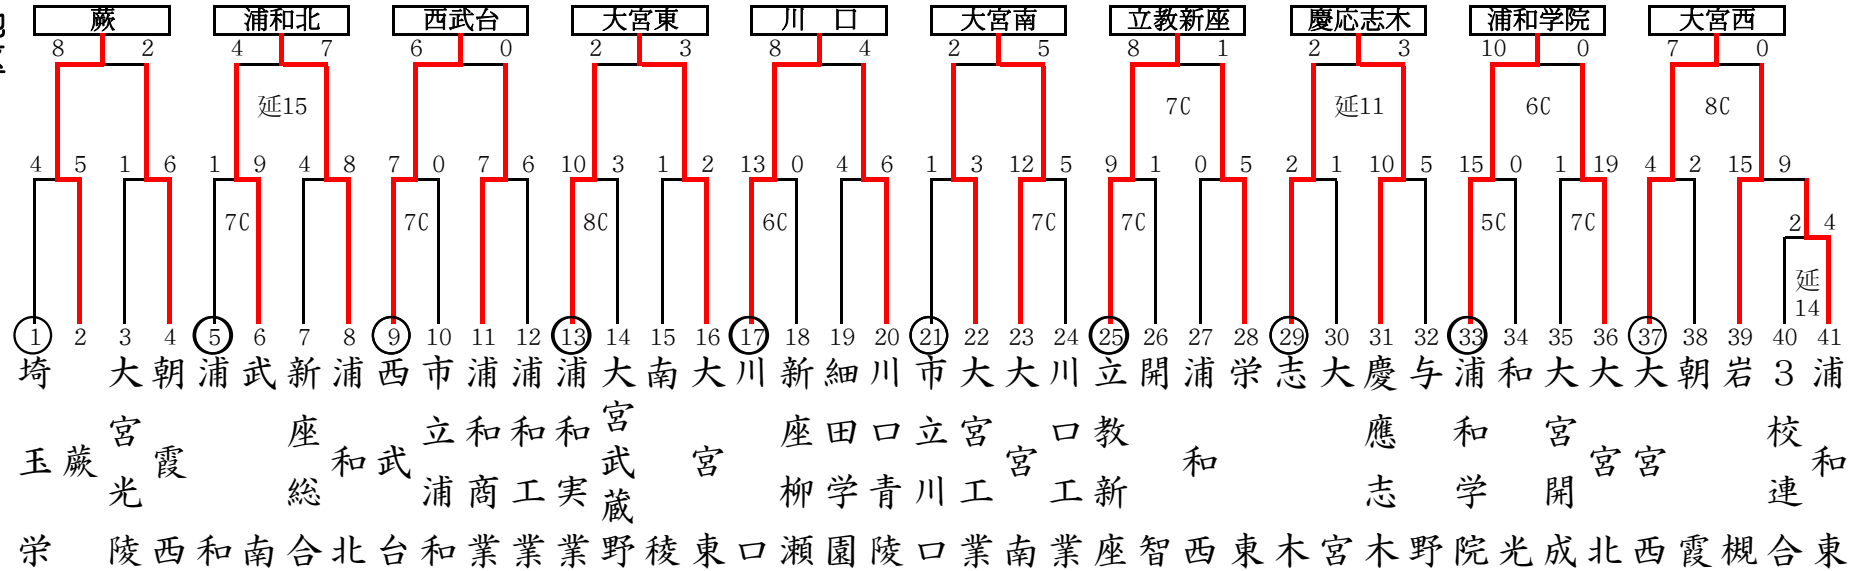 蕨 浦和北 西武台 大宮東 川　口 大宮南 立教新座 慶応志木 浦和学院 大宮西
8 2 4 7 6 0 2 3 8 4 2 5 8 1 2 3 10 0 7 0
延15 7C 延11 6C 8C
4 5 1 6 1 9 4 8 7 0 7 6 10 3 1 2 13 0 4 6 1 3 12 5 9 1 0 5 2 1 10 5 15 0 1 19 4 2 15 9
7C 7C 8C 6C 7C 7C 5C 7C 2 4
延
14
1 2 3 4 5 6 7 8 9 10 11 12 13 14 15 16 17 18 19 20 21 22 23 24 25 26 27 28 29 30 31 32 33 34 35 36 37 38 39 40 41
埼玉栄
蕨
大宮光陵
朝霞西
浦和
武南
新座総合
浦和北
西武台
市立浦和
浦和商業
浦和工業
浦和実業
大宮武蔵野
南稜
大宮東
川口
新座柳瀬
細田学園
川口青陵
市立川口
大宮工業
大宮南
川口工業
立教新座
開智
浦和西
栄東
志木
大宮
慶應志木
与野
浦和学院
和光
大宮開成
大宮北
大宮西
朝霞
岩槻
3校連合
浦和東